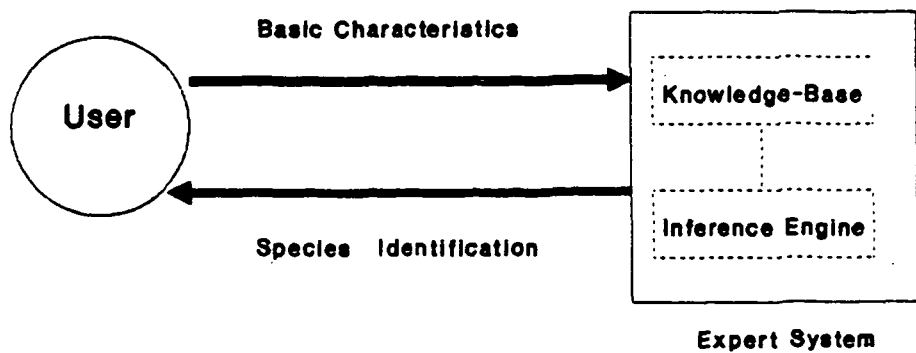 Basic Characteristics
User
Knowledge-Base
Inference Engine
Species Identification
Expert System